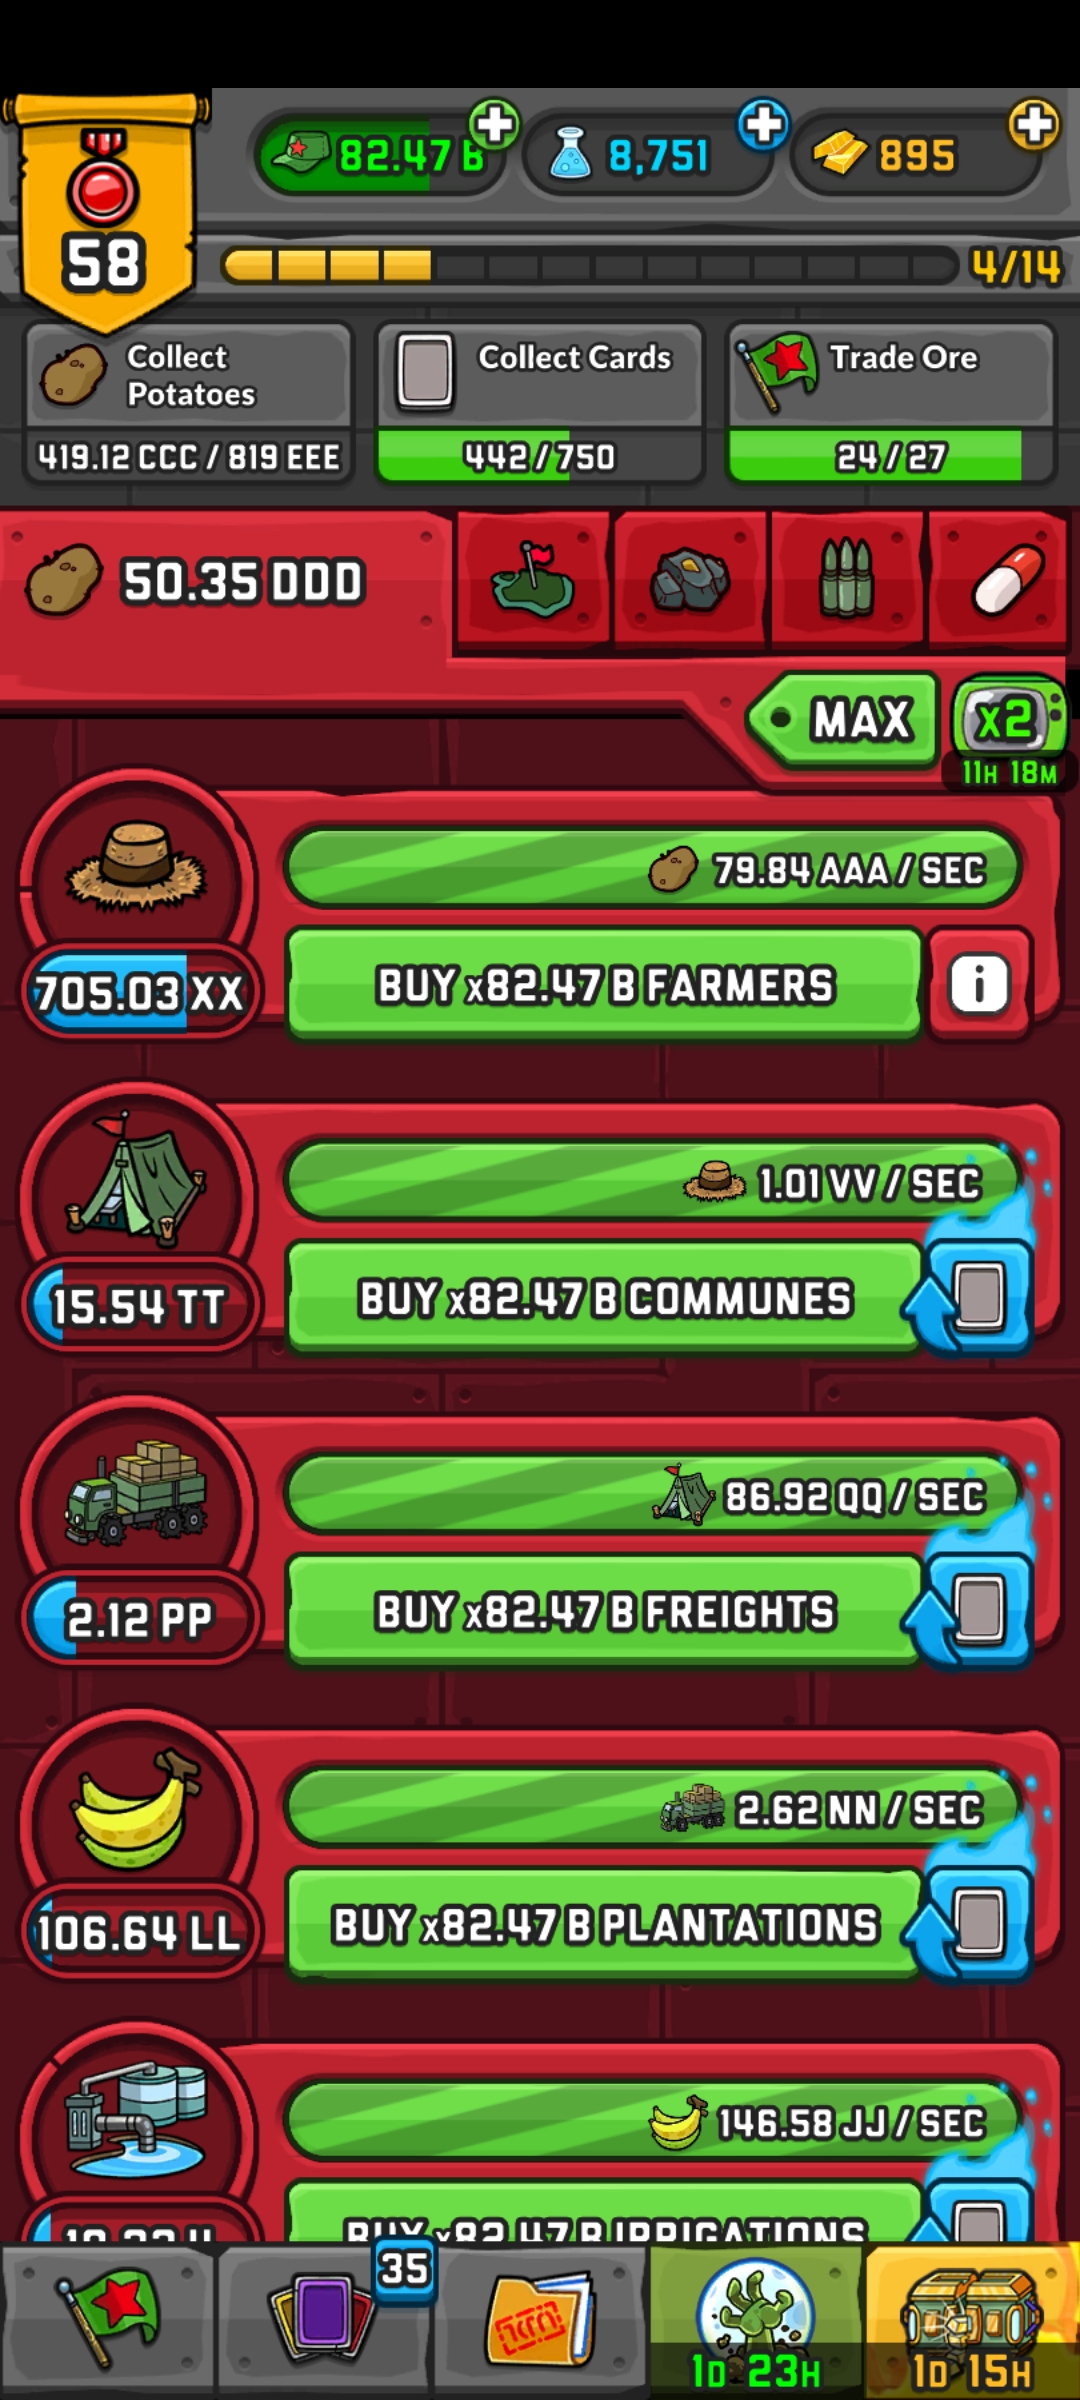 82.47 B
8,751
895
58
4/14
Collect
Potatoes
419.12 CCC / 819 EEE
Collect Cards
442/750
Trade Ore
24/27
50.35 DDD
MAX
x2
11H 18M
79.84 AAA / SEC
705.03 XX
BUY x82.47 B FARMERS
i
1.01 VV / SEC
15.54 TT
BUY x82.47 B COMMUNES
86.92 QQ / SEC
2.12 PP
BUY x82.47 B FREIGHTS
2.62 NN / SEC
106.64 LL
BUY x82.47 B PLANTATIONS
146.58 JJ / SEC
BUY x82.47 B IRRIGATIONS
35
1D 23H
1D 15H